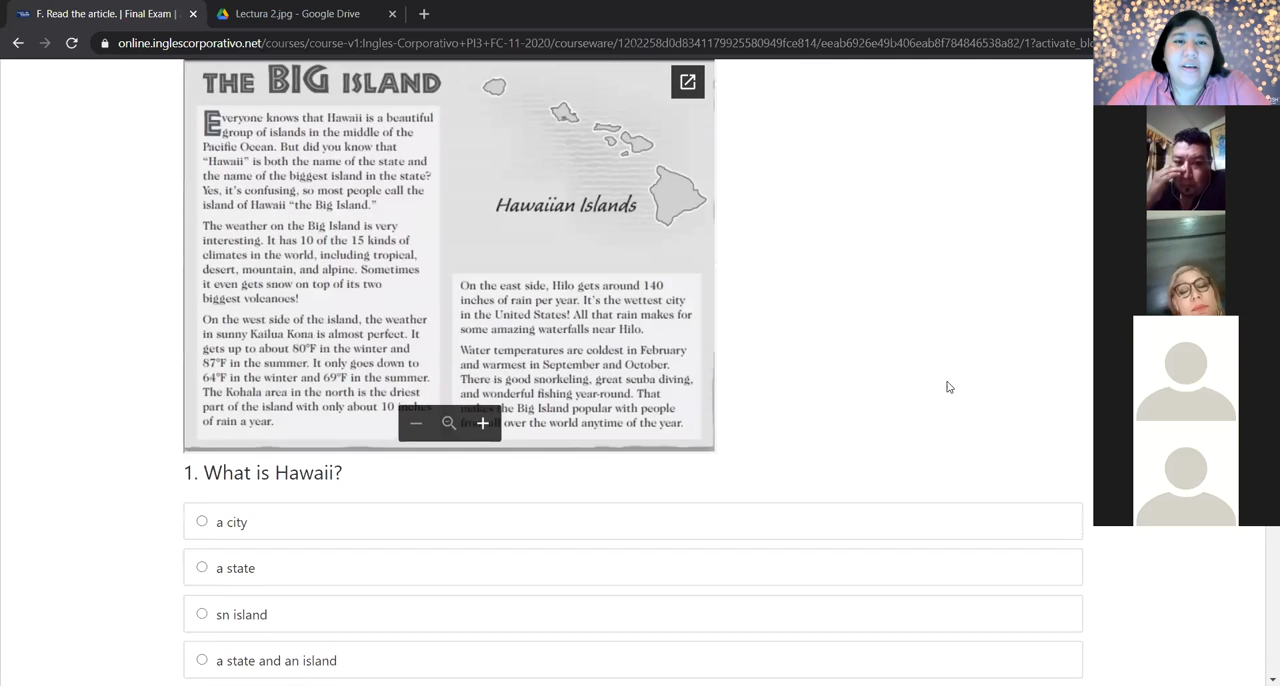 F. Read the article. | Final Exam |
Lectura 2.jpg - Google Drive
online.inglescorporativo.net/courses/course-v1:Ingles-Corporativo+PI3+FC-11-2020/courseware/1202258d0d8341179925580949fce814/eeab6926e49b406eab8f784846538a82/1?activate_blo
THE BIG ISLAND
Everyone knows that Hawaii is a beautiful
group of islands in the middle of the
Pacific Ocean. But did you know that
“Hawaii” is both the name of the state and
the name of the biggest island in the state?
Yes, it’s confusing, so most people call the
island of Hawaii “the Big Island.”
The weather on the Big Island is very
interesting. It has 10 of the 15 kinds of
climates in the world, including tropical,
desert, mountain, and alpine. Sometimes
it even gets snow on top of its two
biggest volcanoes!
On the west side of the island, the weather
in sunny Kailua Kona is almost perfect. It
gets up to about 80°F in the winter and
87°F in the summer. It only goes down to
64°F in the winter and 69°F in the summer.
The Kohala area in the north is the driest
part of the island with only about 10 inches
of rain a year.
Hawaiian Islands
On the east side, Hilo gets around 140
inches of rain per year. It’s the wettest city
in the United States! All that rain makes for
some amazing waterfalls near Hilo.
Water temperatures are coldest in February
and warmest in September and October.
There is good snorkeling, great scuba diving,
and wonderful fishing year-round. That
makes the Big Island popular with people
from all over the world anytime of the year.
1. What is Hawaii?
a city
a state
sn island
a state and an island